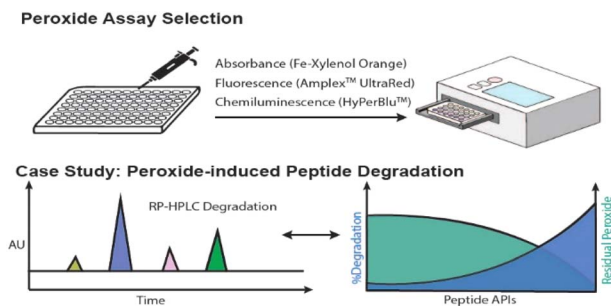 Peroxide Assay Selection
Absorbance (Fe-Xylenol Orange)
Fluorescence (Amplex™ UltraRed)
Chemiluminescence (HyPerBlu™)
Case Study: Peroxide-induced Peptide Degradation
RP-HPLC Degradation
AU
Time
%Degradation
Residual Peroxide
Peptide APIs